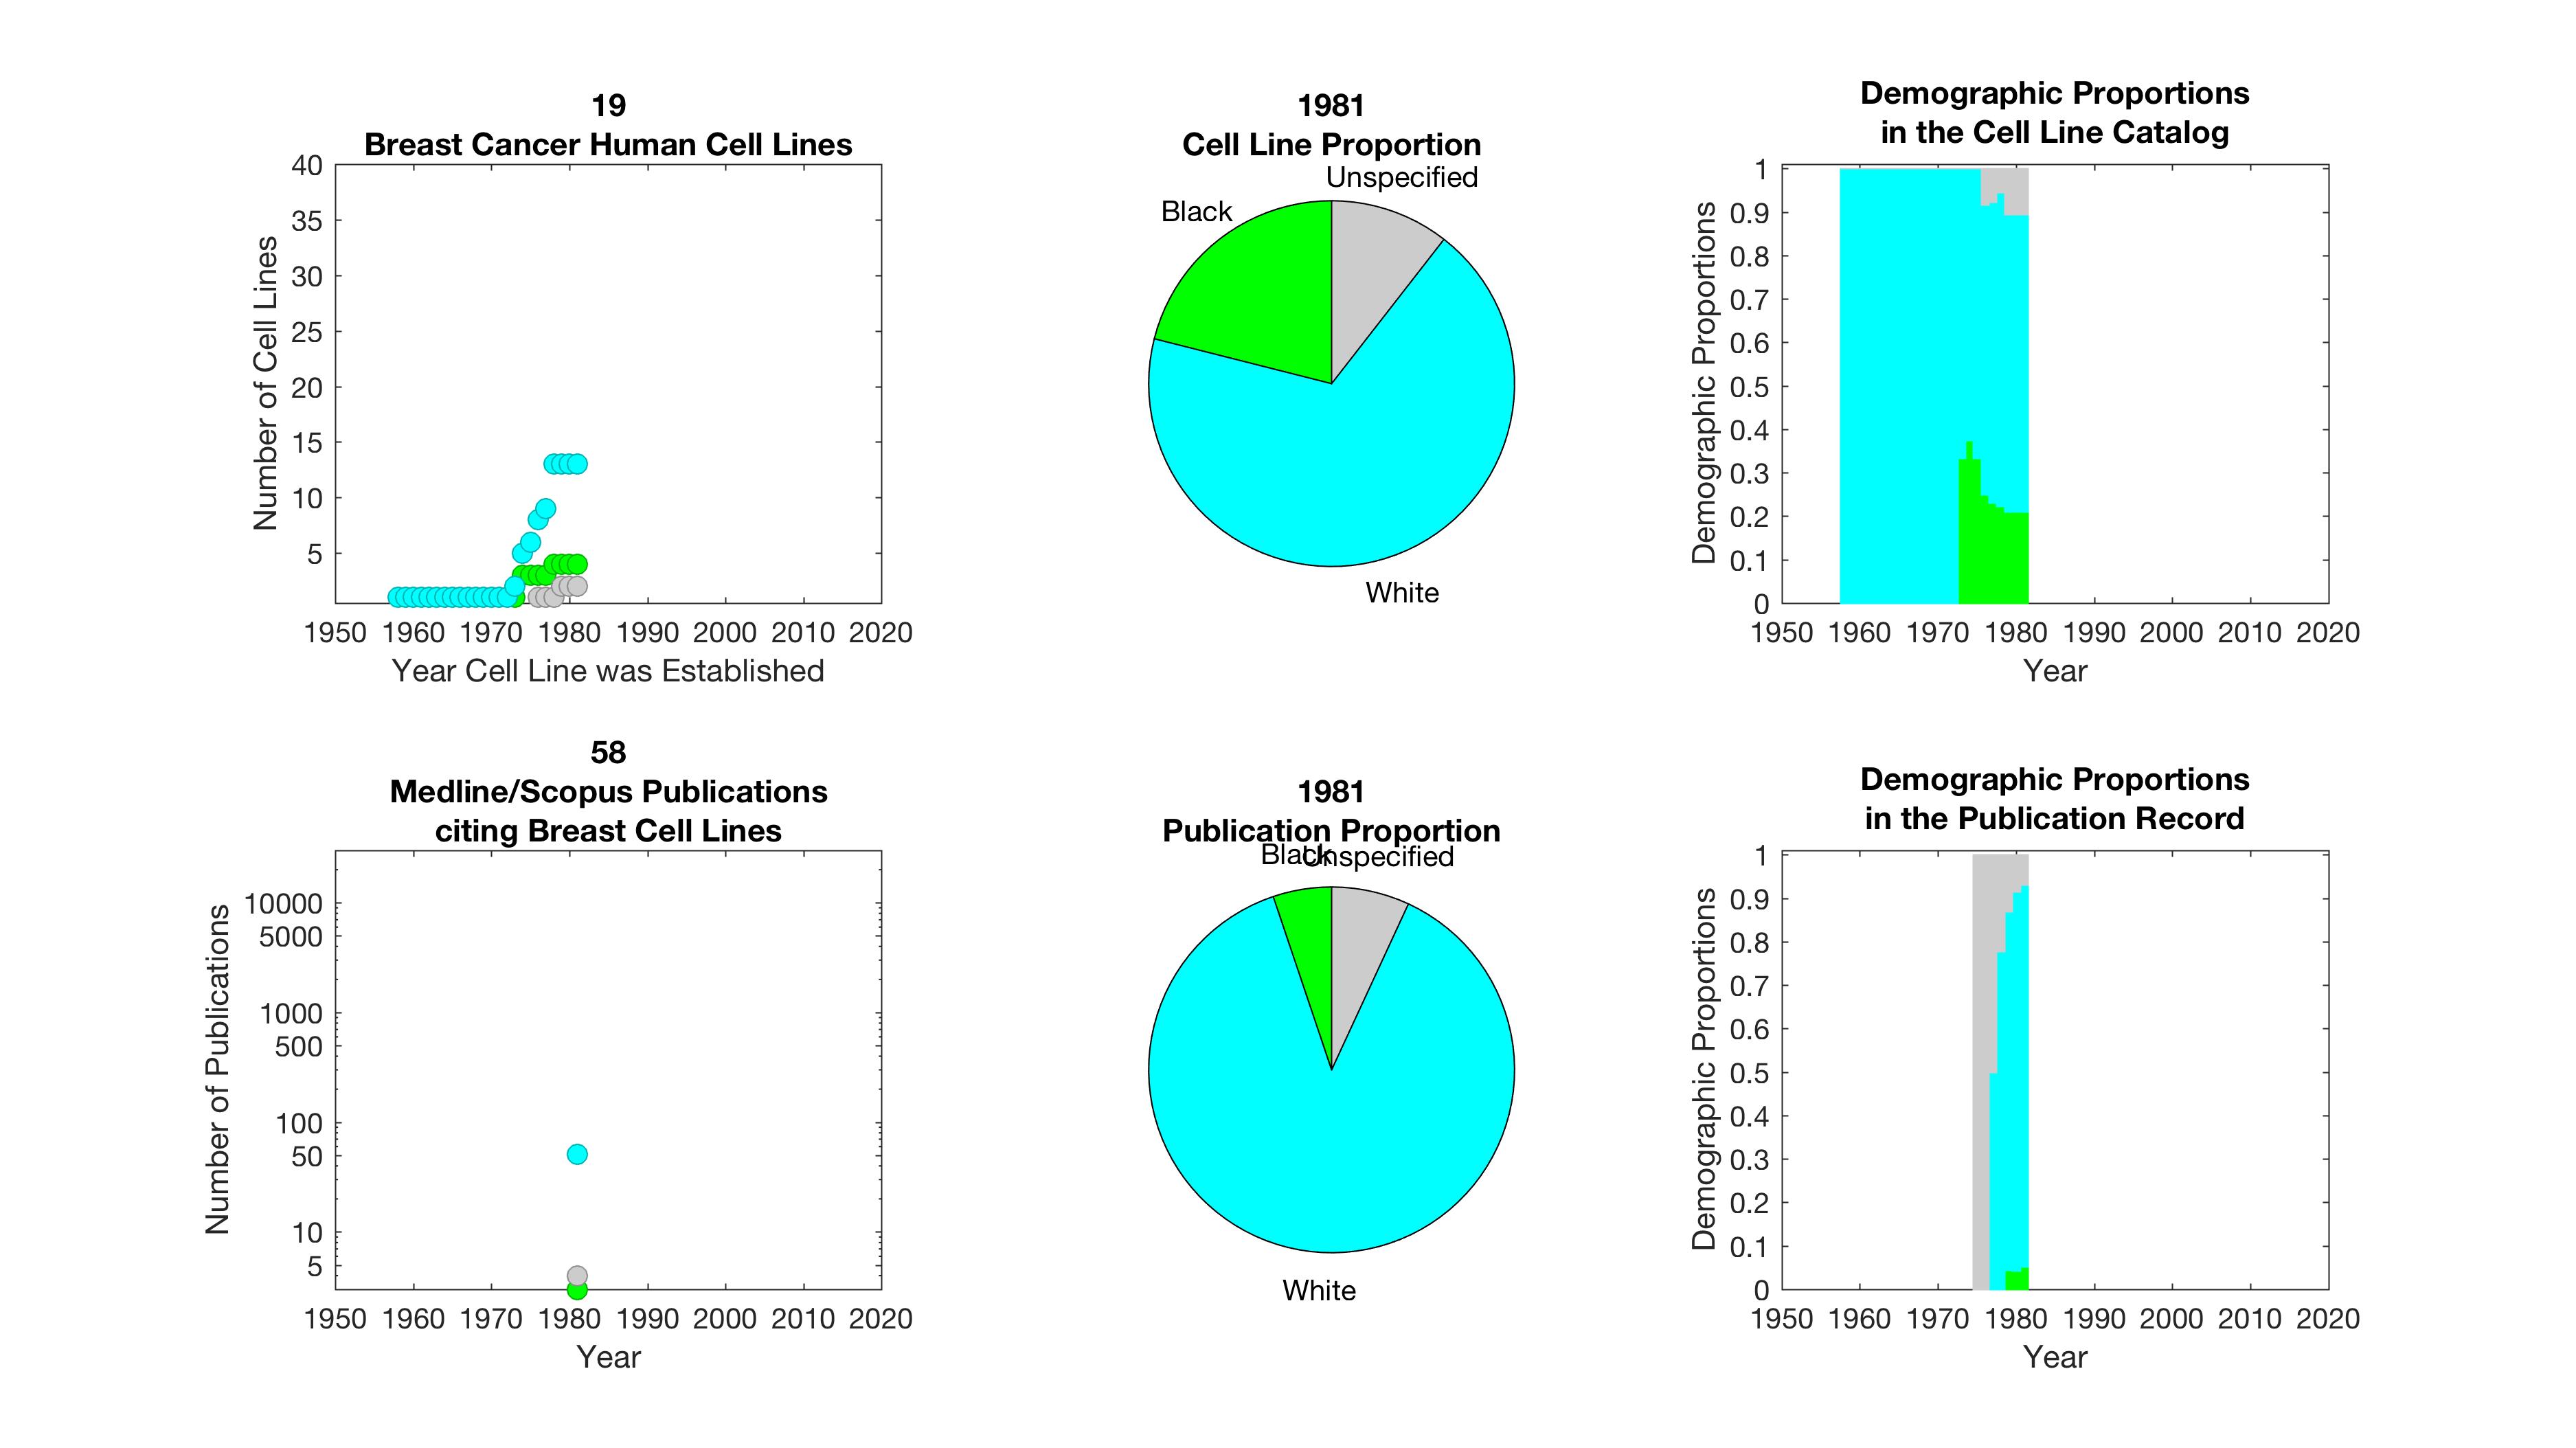 19
Breast Cancer Human Cell Lines
40
35
30
25
20
15
10
5
1950 1960 1970 1980 1990 2000 2010 2020
Number of Cell Lines
Year Cell Line was Established
1981
Cell Line Proportion
Unspecified
Black
White
Demographic Proportions
in the Cell Line Catalog
1
0.9
0.8
0.7
0.6
0.5
0.4
0.3
0.2
0.1
0
1950 1960 1970 1980 1990 2000 2010 2020
Demographic Proportions
Year
58
Medline/Scopus Publications
citing Breast Cell Lines
10000
5000
1000
500
100
50
10
5
1950 1960 1970 1980 1990 2000 2010 2020
Number of Publications
Year
1981
Publication Proportion
Black
Unspecified
White
Demographic Proportions
in the Publication Record
1
0.9
0.8
0.7
0.6
0.5
0.4
0.3
0.2
0.1
0
1950 1960 1970 1980 1990 2000 2010 2020
Demographic Proportions
Year